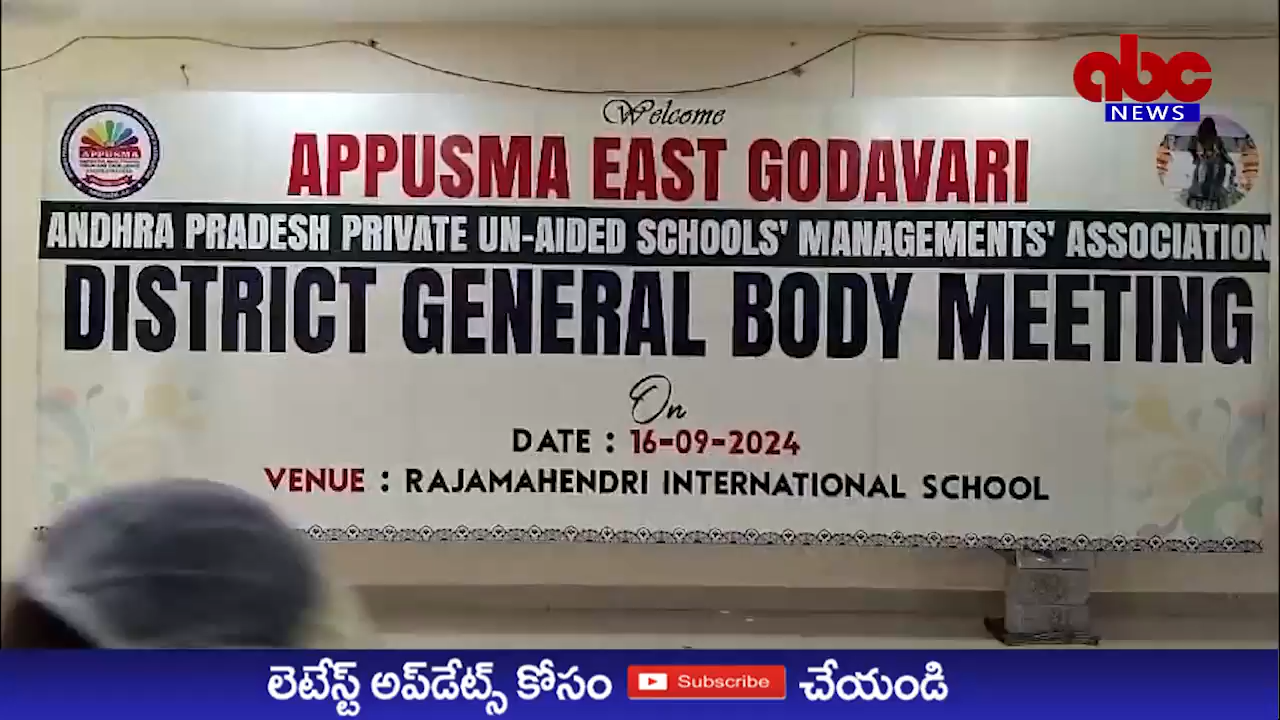 abc
NEWS
Welcome
APPUSMA
APPUSMA EAST GODAVARI
ANDHRA PRADESH PRIVATE UN-AIDED SCHOOLS' MANAGEMENTS' ASSOCIATION
DISTRICT GENERAL BODY MEETING
On
DATE : 16-09-2024
VENUE : RAJAMAHENDRI INTERNATIONAL SCHOOL
లెటేస్ట్ అప్‌డేట్స్ కోసం Subscribe చేయండి